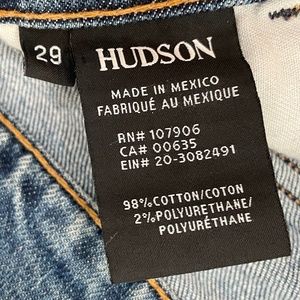 29
HUDSON
MADE IN MEXICO
FABRIQUÉ AU MEXIQUE
RN# 107906
CA# 00635
EIN# 20-3082491
98% COTTON/COTON
2% POLYURETHANE/
POLYURÉTHANE